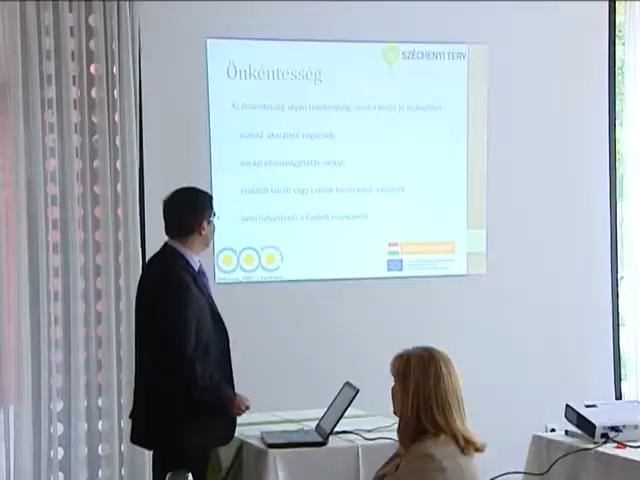 SZÉCHENYI TERV
Önkéntesség
Az önkéntesség olyan tevékenység, amit a közös jó érdekében
szabad akaratból végeznek,
anyagi ellenszolgáltatás nélkül,
szűkebb baráti vagy családi körön kívül
nem helyettesíti a fizetett munkaerőt